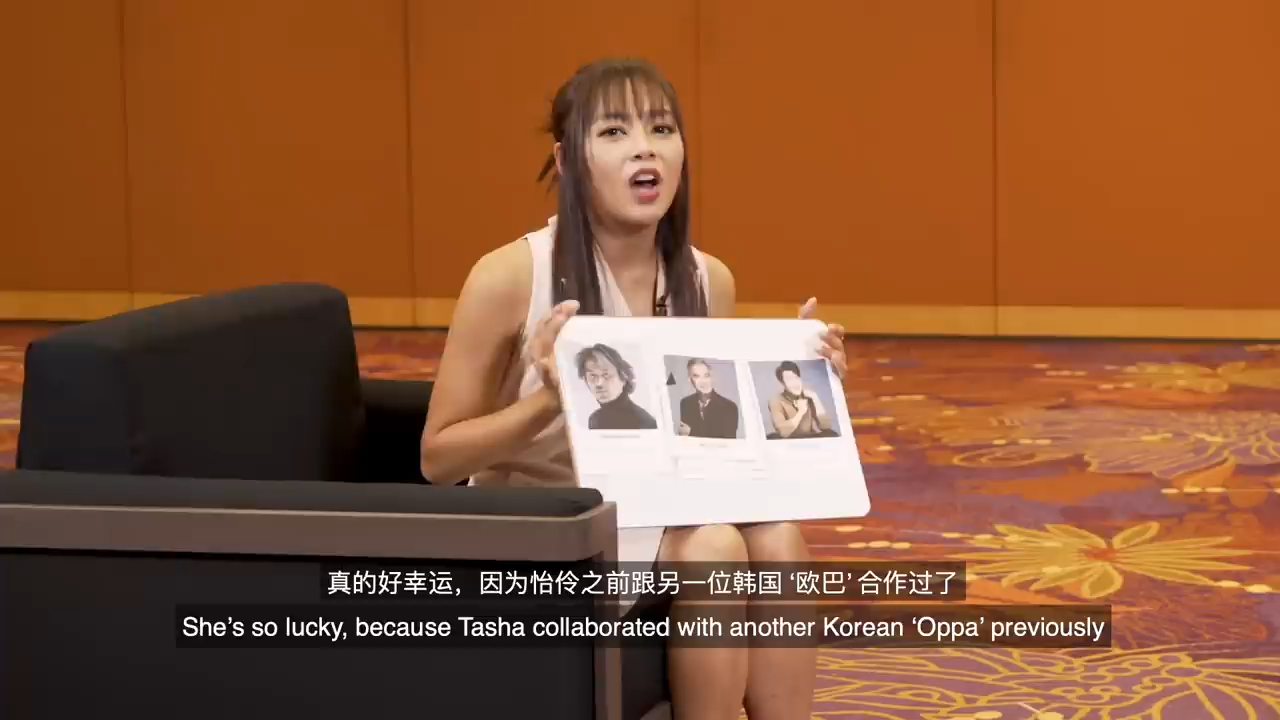 真的好幸运，因为怡伶之前跟另一位韩国 ‘欧巴’ 合作过了
She’s so lucky, because Tasha collaborated with another Korean ‘Oppa’ previously